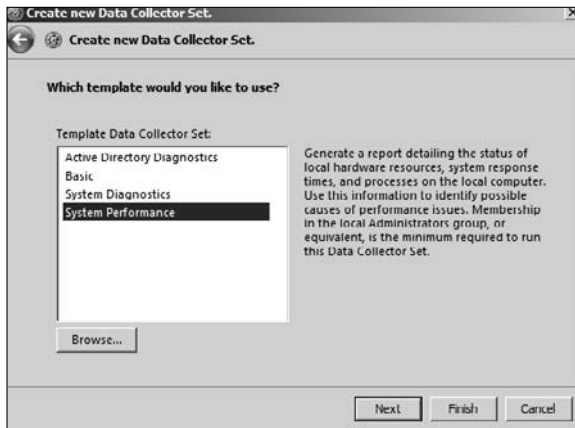 Create new Data Collector Set.
Create new Data Collector Set.
Which template would you like to use?
Template Data Collector Set:
Active Directory Diagnostics
Basic
System Diagnostics
System Performance
Generate a report detailing the status of
local hardware resources, system response
times, and processes on the local computer.
Use this information to identify possible
causes of performance issues. Membership
in the local Administrators group, or
equivalent, is the minimum required to run
this Data Collector Set.
Browse...
Next
Finish
Cancel